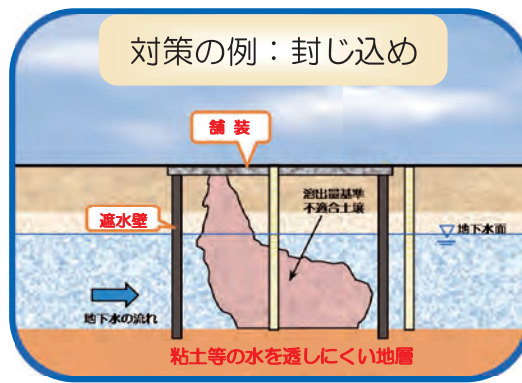 対策の例：封じ込め
舗装
溶出量基準
不適合土壌
遮水壁
地下水面
地下水の流れ
粘土等の水を透しにくい地層